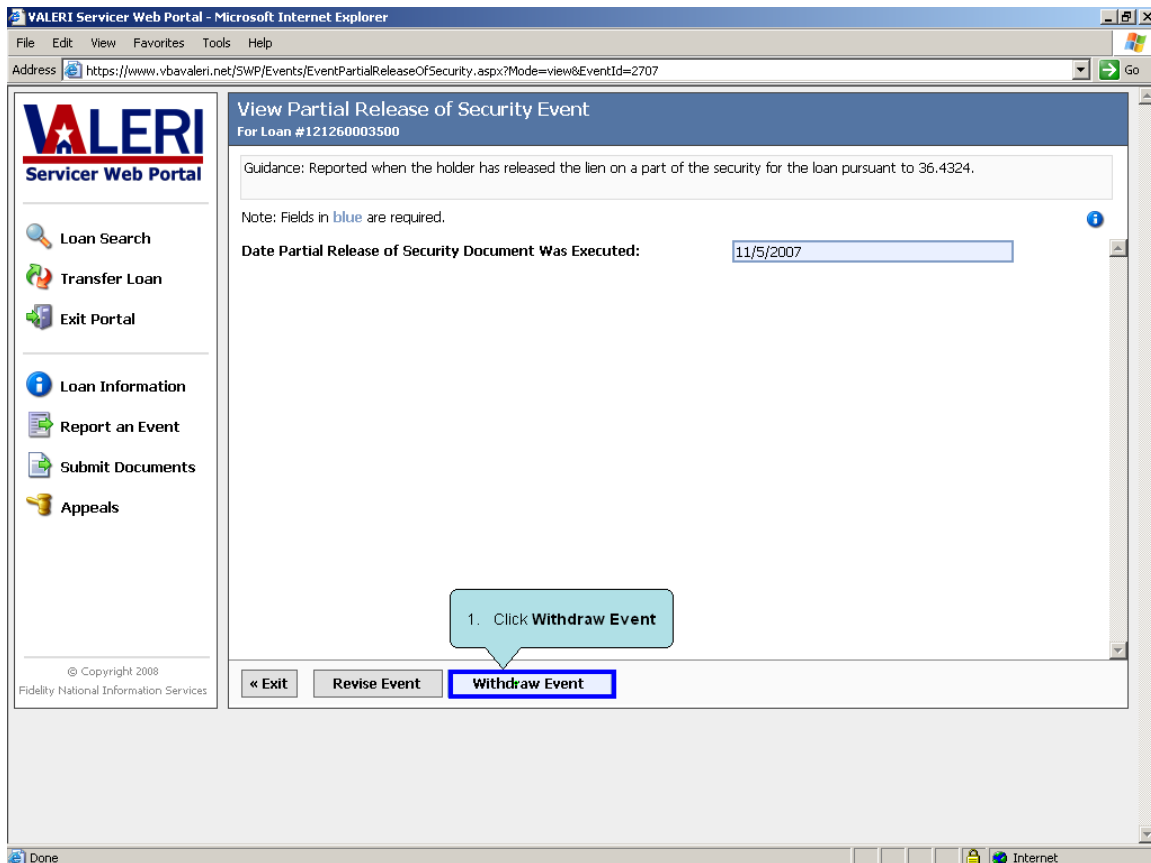 VALERI Servicer Web Portal - Microsoft Internet Explorer
File Edit View Favorites Tools Help
Address https://www.vbavaleri.net/SWP/Events/EventPartialReleaseOfSecurity.aspx?Mode=view&EventId=2707 Go
VALERI
Servicer Web Portal
Loan Search
Transfer Loan
Exit Portal
Loan Information
Report an Event
Submit Documents
Appeals
© Copyright 2008
Fidelity National Information Services
View Partial Release of Security Event
For Loan #121260003500
Guidance: Reported when the holder has released the lien on a part of the security for the loan pursuant to 36.4324.
Note: Fields in blue are required.
Date Partial Release of Security Document Was Executed: 11/5/2007
1. Click Withdraw Event
« Exit Revise Event Withdraw Event
Done Internet